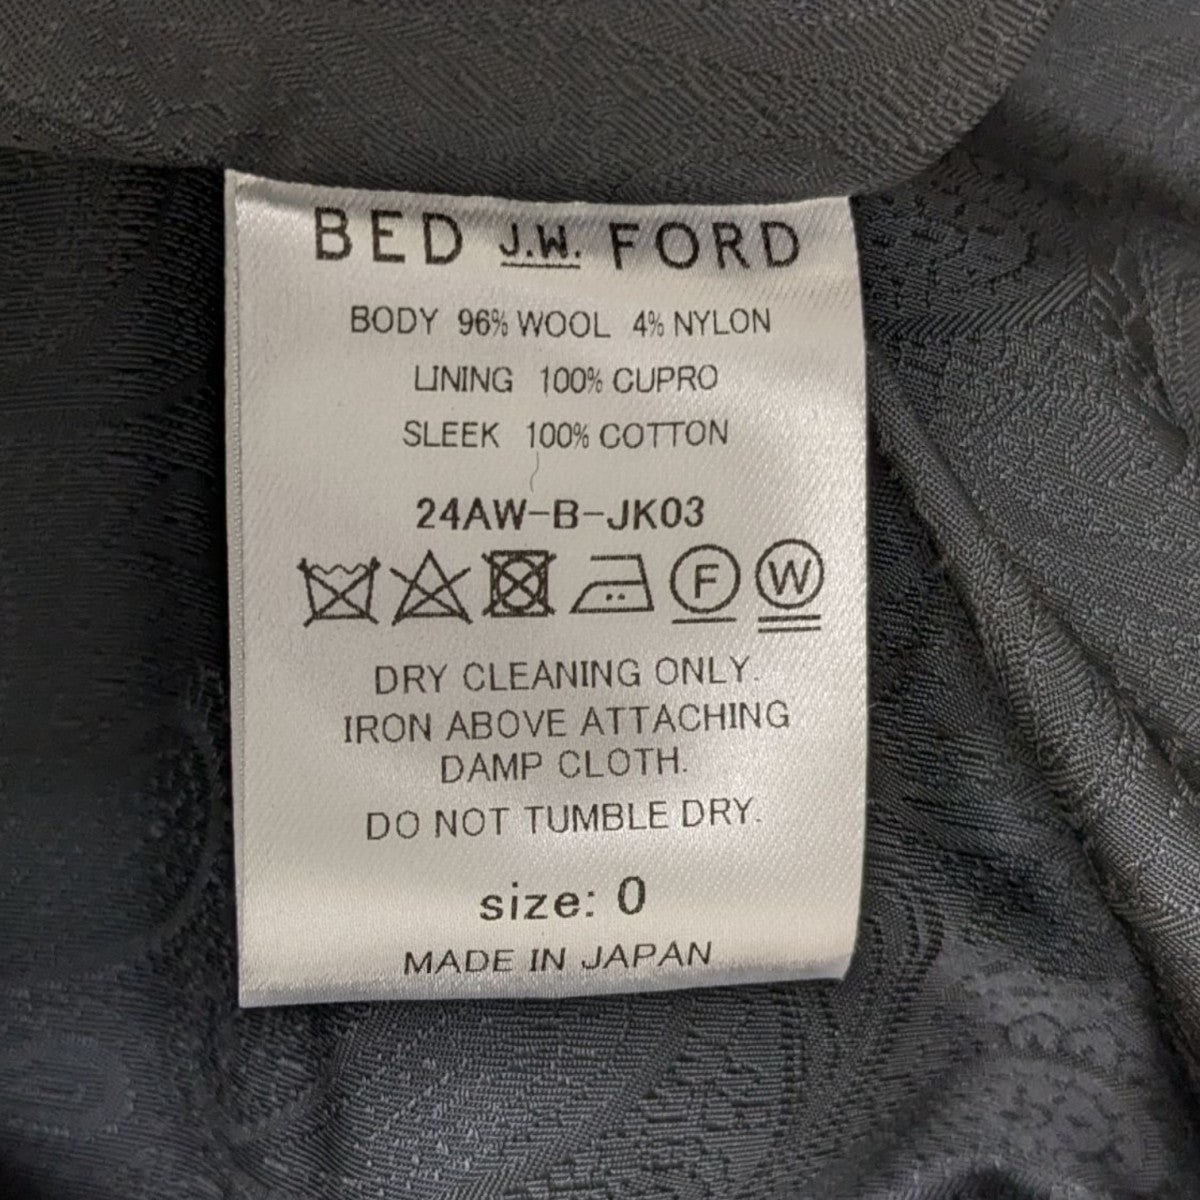 BED J.W. FORD
BODY 96% WOOL 4% NYLON
LINING 100% CUPRO
SLEEK 100% COTTON
24AW-B-JK03
F W
DRY CLEANING ONLY.
IRON ABOVE ATTACHING
DAMP CLOTH.
DO NOT TUMBLE DRY.
size: 0
MADE IN JAPAN